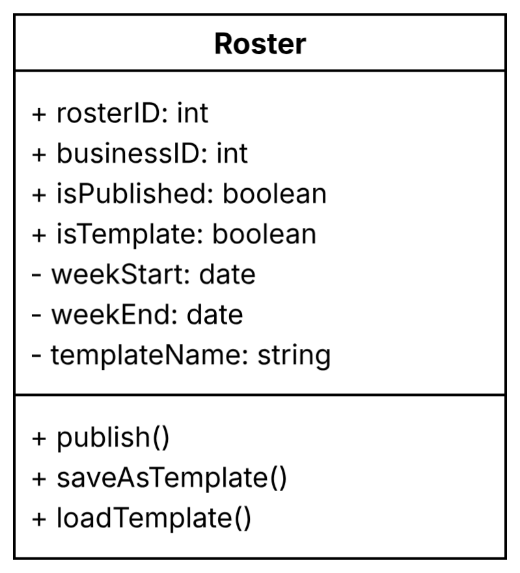 Roster
+ rosterID: int
+ businessID: int
+ isPublished: boolean
+ isTemplate: boolean
- weekStart: date
- weekEnd: date
- templateName: string
+ publish()
+ saveAsTemplate()
+ loadTemplate()